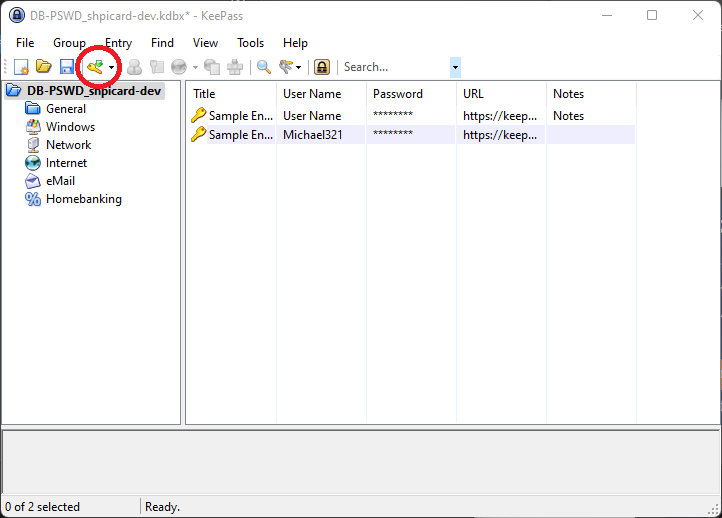 DB-PSWD_shpicard-dev.kdbx* - KeePass
File Group Entry Find View Tools Help
Search...
DB-PSWD_shpicard-dev
General
Windows
Network
Internet
eMail
Homebanking
Title User Name Password URL Notes
Sample En... User Name ******** https://keep... Notes
Sample En... Michael321 ******** https://keep...
0 of 2 selected Ready.